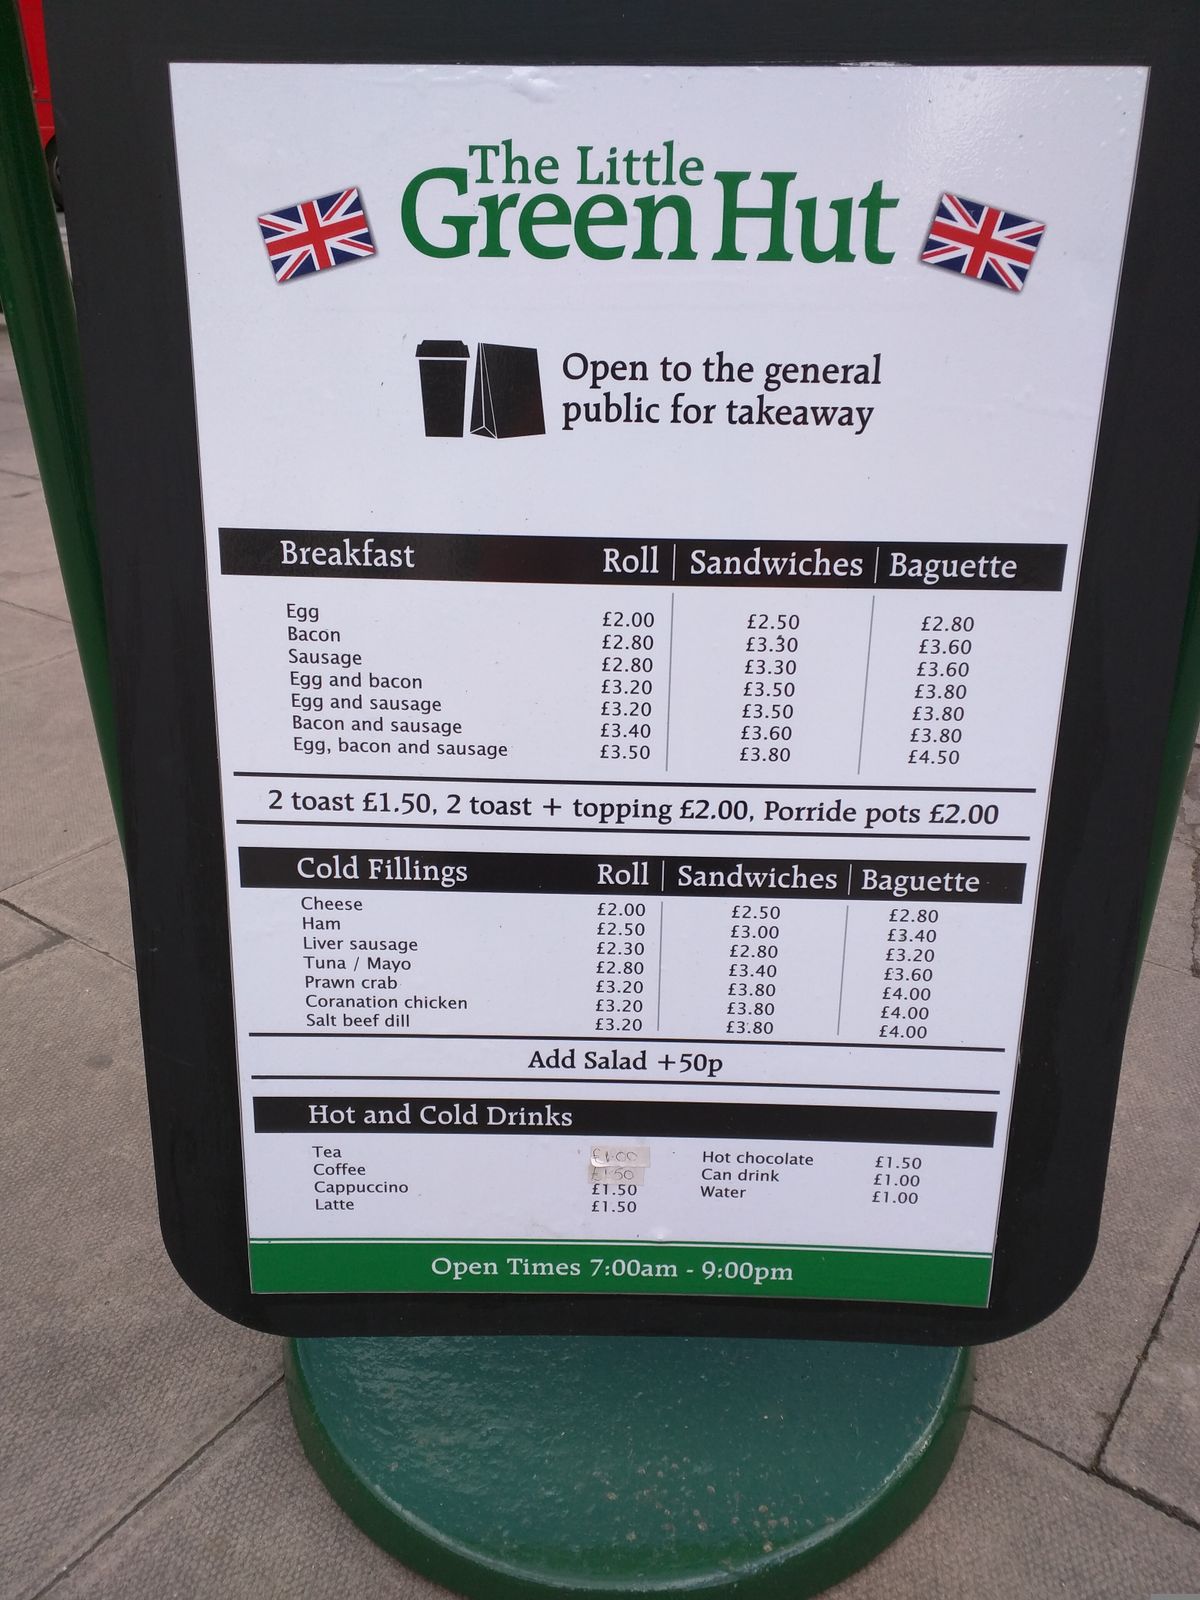 The Little
Green Hut
Open to the general
public for takeaway
Breakfast Roll | Sandwiches | Baguette
Egg £2.00 £2.50 £2.80
Bacon £2.80 £3.30 £3.60
Sausage £2.80 £3.30 £3.60
Egg and bacon £3.20 £3.50 £3.80
Egg and sausage £3.20 £3.50 £3.80
Bacon and sausage £3.40 £3.60 £3.80
Egg, bacon and sausage £3.50 £3.80 £4.50
2 toast £1.50, 2 toast + topping £2.00, Porride pots £2.00
Cold Fillings Roll | Sandwiches | Baguette
Cheese £2.00 £2.50 £2.80
Ham £2.50 £3.00 £3.40
Liver sausage £2.30 £2.80 £3.20
Tuna / Mayo £2.80 £3.40 £3.60
Prawn crab £3.20 £3.80 £4.00
Coranation chicken £3.20 £3.80 £4.00
Salt beef dill £3.20 £3.80 £4.00
Add Salad +50p
Hot and Cold Drinks
Tea £1.00 Hot chocolate £1.50
Coffee £1.50 Can drink £1.00
Cappuccino £1.50 Water £1.00
Latte £1.50
Open Times 7:00am - 9:00pm